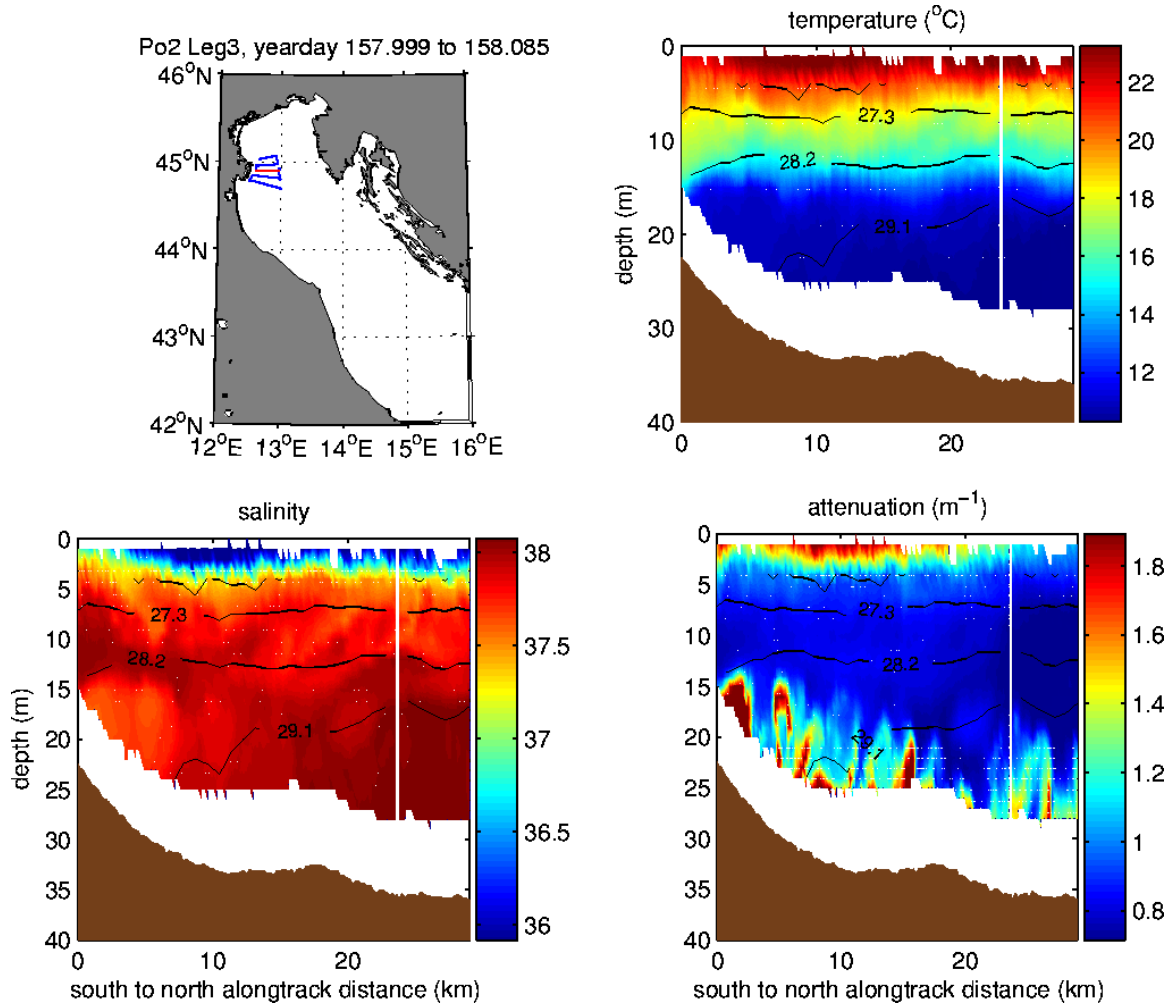 Po2 Leg3, yearday 157.999 to 158.085
46°N
45°N
44°N
43°N
42°N
12°E 13°E 14°E 15°E 16°E
temperature (°C)
0
10
20
30
40
depth (m)
27.3
28.2
29.1
0 10 20
22
20
18
16
14
12
salinity
0
5
10
15
20
25
30
35
40
depth (m)
27.3
28.2
29.1
0 10 20
south to north alongtrack distance (km)
38
37.5
37
36.5
36
attenuation (m⁻¹)
0
5
10
15
20
25
30
35
40
27.3
28.2
29.1
0 10 20
south to north alongtrack distance (km)
1.8
1.6
1.4
1.2
1
0.8